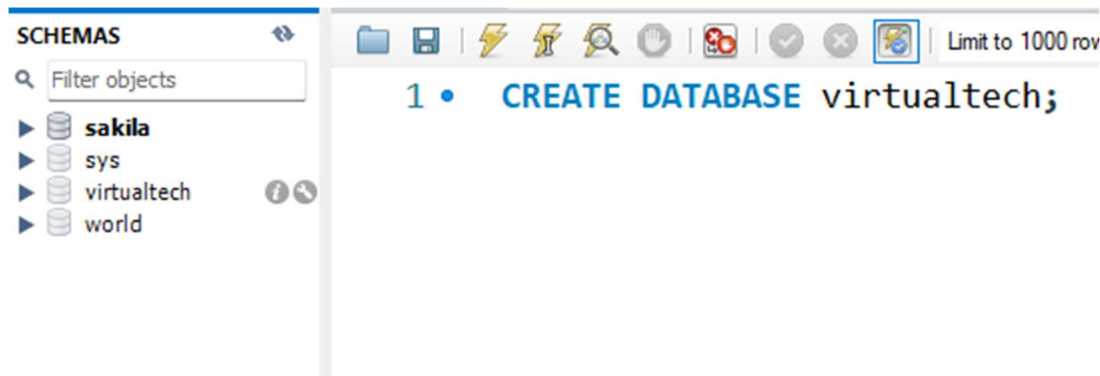 SCHEMAS
Filter objects
sakila
sys
virtualtech
world
Limit to 1000 rov
1 CREATE DATABASE virtualtech;